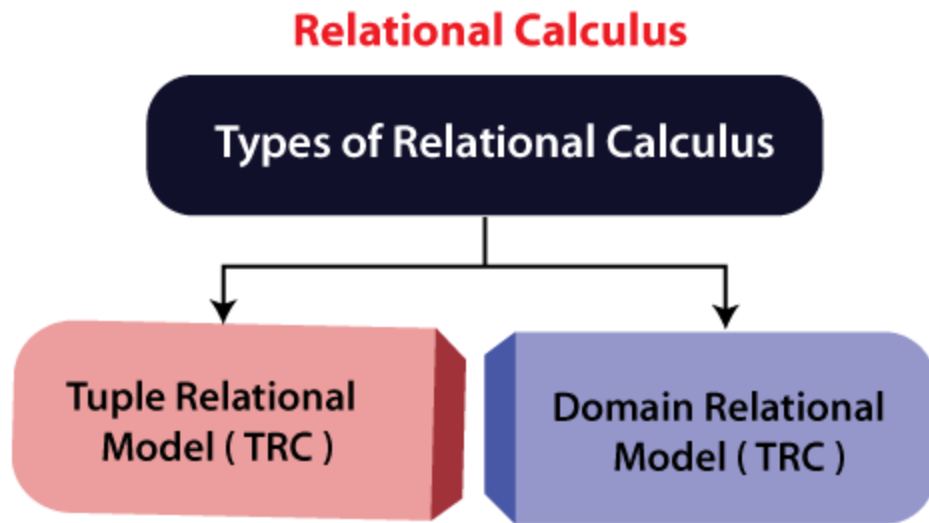 Relational Calculus
Types of Relational Calculus
Tuple Relational
Model ( TRC )
Domain Relational
Model ( TRC )